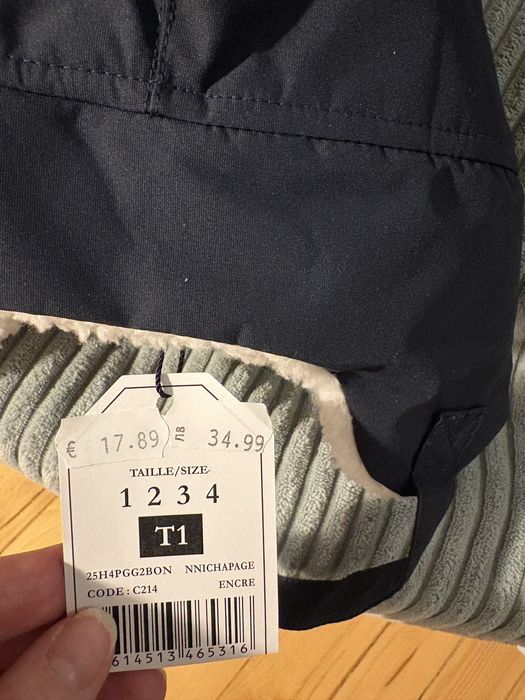 € 17.89 лв 34.99
TAILLE/SIZE
1 2 3 4
T1
25H4PGG2BON NNICHAPAGE
CODE : C214 ENCRE
614513 465316